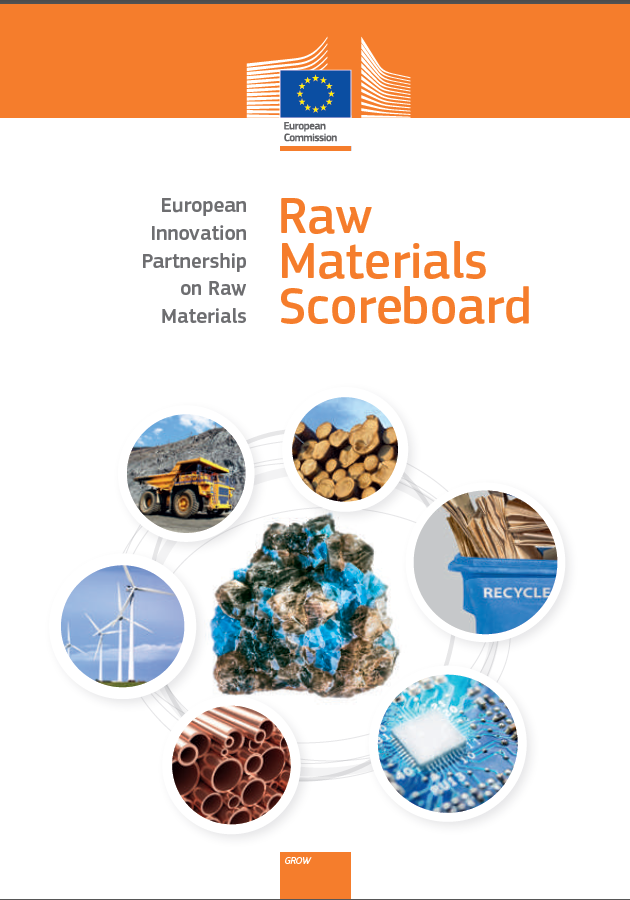 European
Commission
European
Innovation
Partnership
on Raw
Materials
Raw
Materials
Scoreboard
RECYCLE
GROW